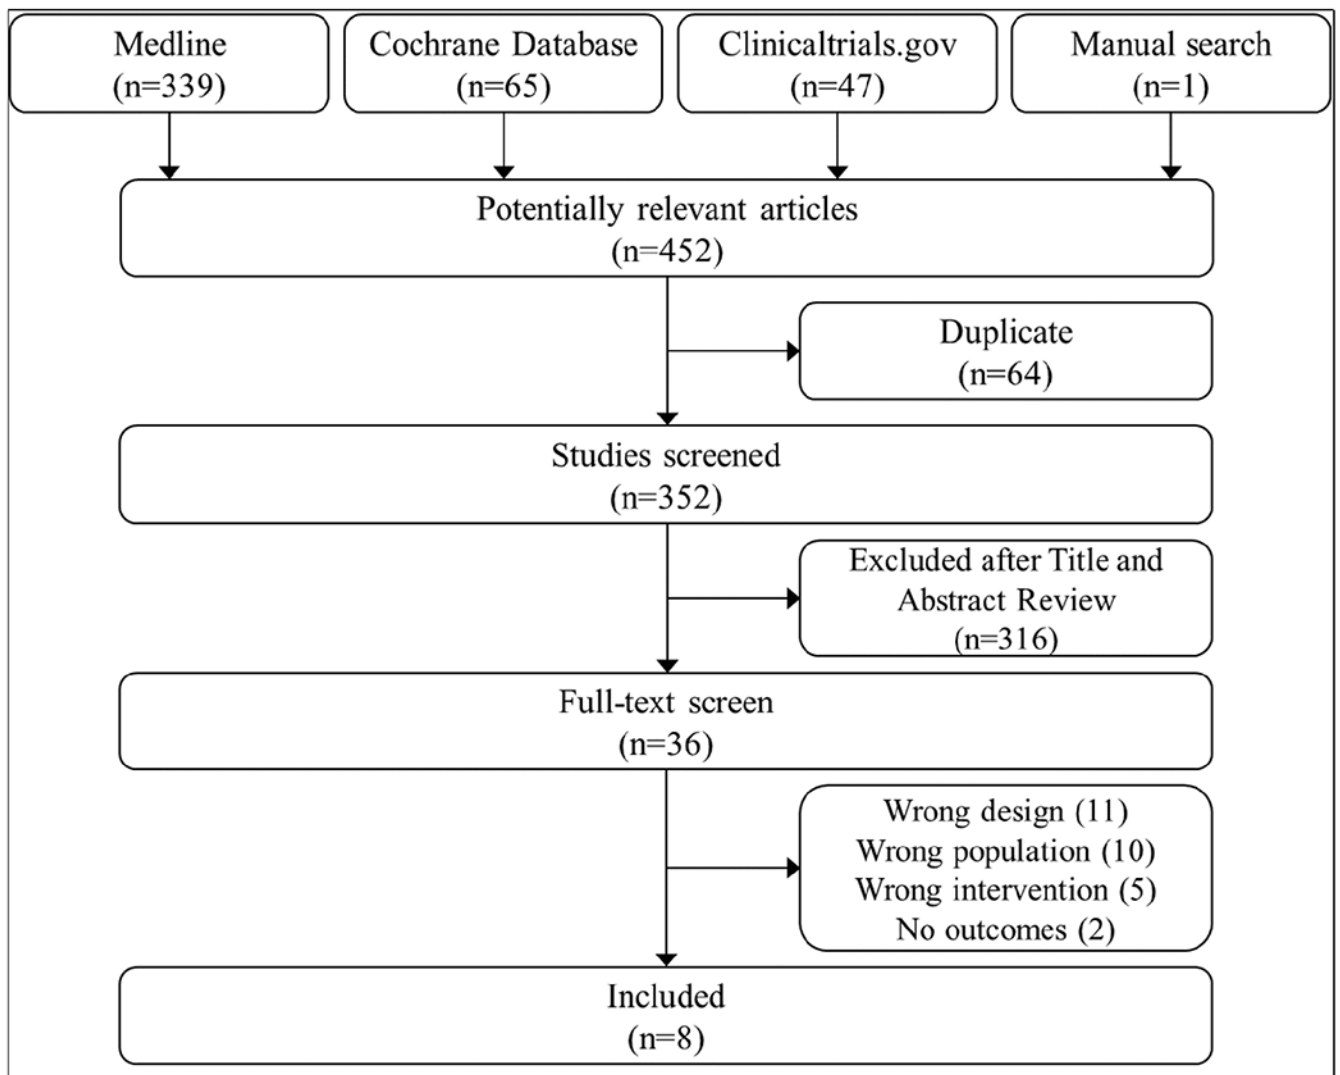 Medline
(n=339)
Cochrane Database
(n=65)
Clinicaltrials.gov
(n=47)
Manual search
(n=1)
Potentially relevant articles
(n=452)
Duplicate
(n=64)
Studies screened
(n=352)
Excluded after Title and
Abstract Review
(n=316)
Full-text screen
(n=36)
Wrong design (11)
Wrong population (10)
Wrong intervention (5)
No outcomes (2)
Included
(n=8)